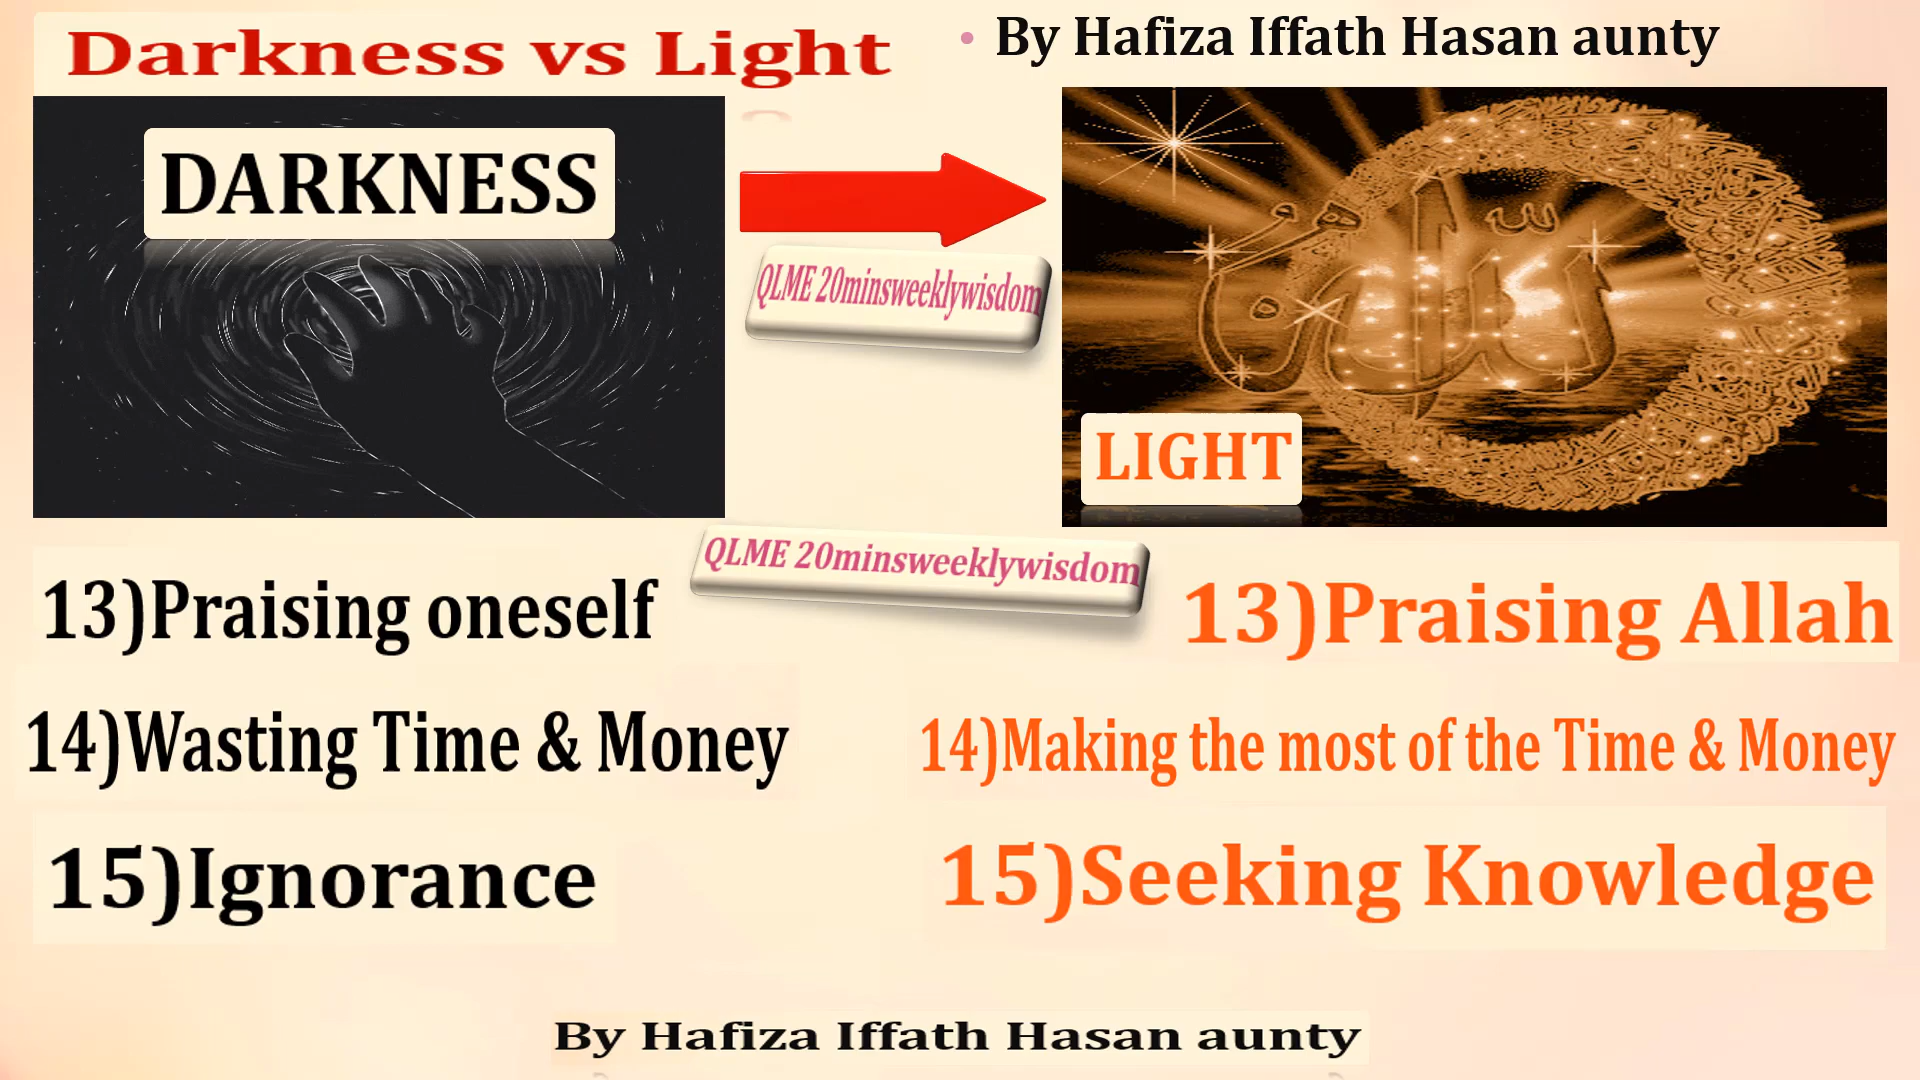 Darkness vs Light
• By Hafiza Iffath Hasan aunty
DARKNESS
QLME 20minsweeklywisdom
الله
LIGHT
QLME 20minsweeklywisdom
13)Praising oneself
13)Praising Allah
14)Wasting Time & Money
14)Making the most of the Time & Money
15)Ignorance
15)Seeking Knowledge
By Hafiza Iffath Hasan aunty